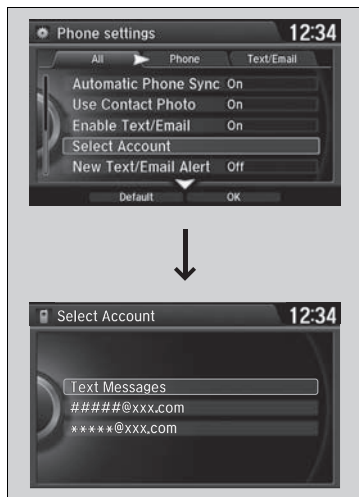 Phone settings 12:34
All Phone Text/Email
Automatic Phone Sync On
Use Contact Photo On
Enable Text/Email On
Select Account
New Text/Email Alert Off
Default OK
Select Account 12:34
Text Messages
#####@xxx.com
*****@xxx.com